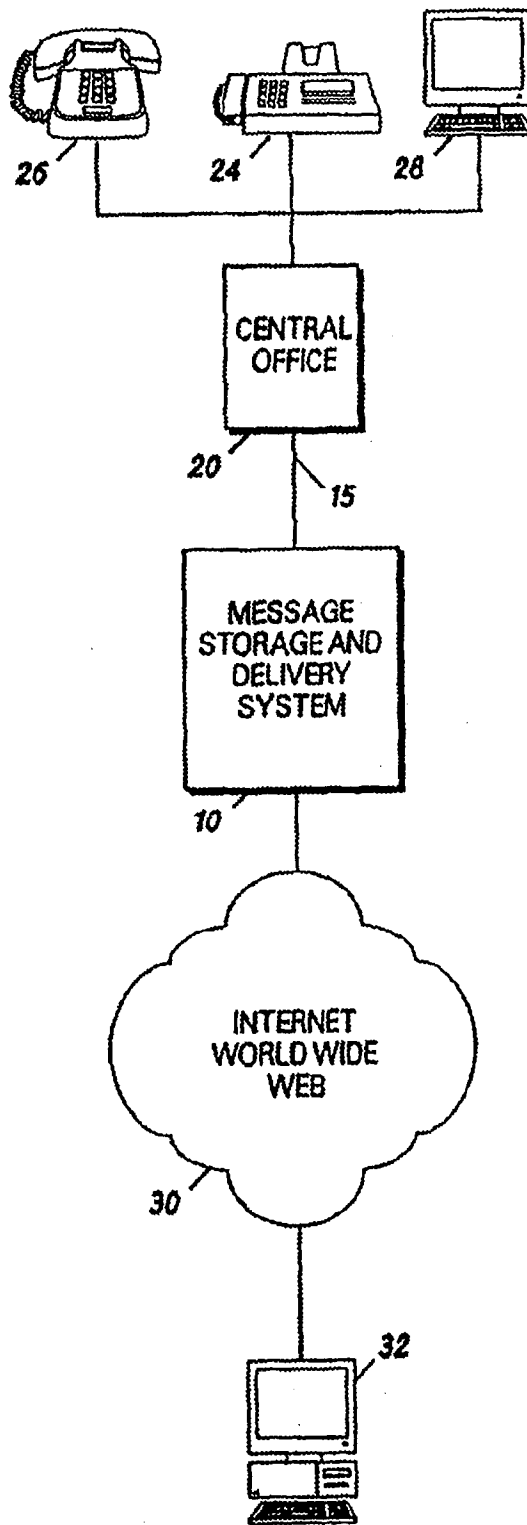 26
24
28
CENTRAL
OFFICE
20
15
MESSAGE
STORAGE AND
DELIVERY
SYSTEM
10
INTERNET
WORLD WIDE
WEB
30
32